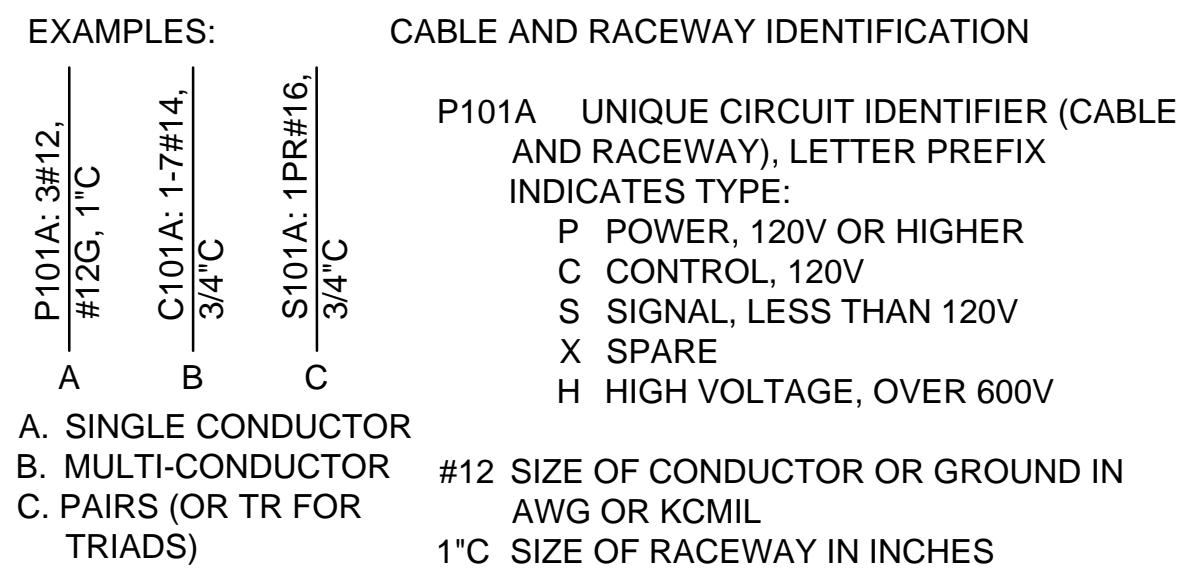 EXAMPLES:
P101A: 3#12,
#12G, 1"C
C101A: 1-7#14,
3/4"C
S101A: 1PR#16,
3/4"C
A B C
A. SINGLE CONDUCTOR
B. MULTI-CONDUCTOR
C. PAIRS (OR TR FOR
TRIADS)
CABLE AND RACEWAY IDENTIFICATION
P101A UNIQUE CIRCUIT IDENTIFIER (CABLE
AND RACEWAY), LETTER PREFIX
INDICATES TYPE:
P POWER, 120V OR HIGHER
C CONTROL, 120V
S SIGNAL, LESS THAN 120V
X SPARE
H HIGH VOLTAGE, OVER 600V
#12 SIZE OF CONDUCTOR OR GROUND IN
AWG OR KCMIL
1"C SIZE OF RACEWAY IN INCHES